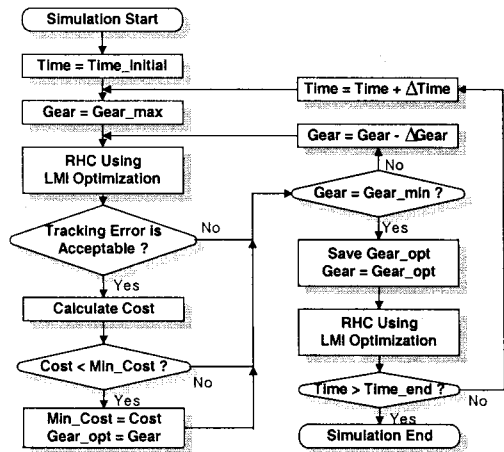 Simulation Start
Time = Time_initial
Gear = Gear_max
RHC Using
LMI Optimization
Tracking Error is
Acceptable ?
No
Yes
Calculate Cost
Cost < Min_Cost ?
No
Yes
Min_Cost = Cost
Gear_opt = Gear
Time = Time + ΔTime
Gear = Gear - ΔGear
No
Gear = Gear_min ?
Yes
Save Gear_opt
Gear = Gear_opt
RHC Using
LMI Optimization
Time > Time_end ?
No
Yes
Simulation End